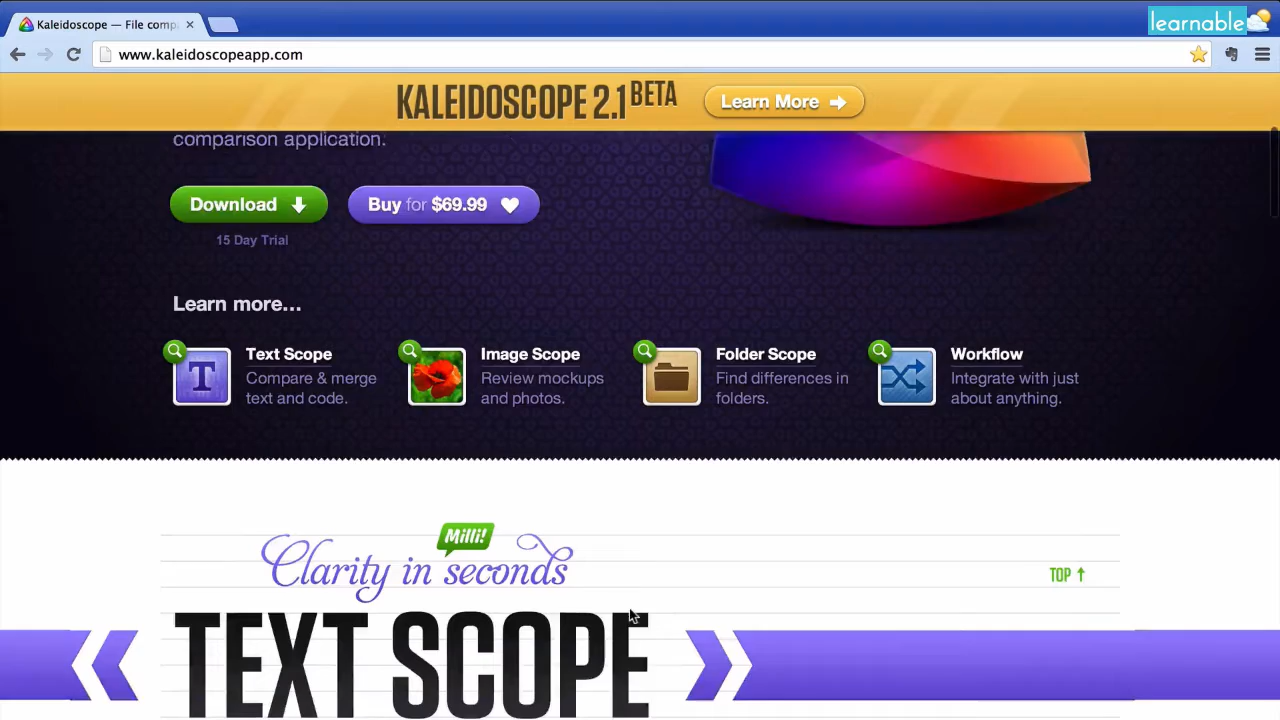 Kaleidoscope — File comp
learnable
www.kaleidoscopeapp.com
KALEIDOSCOPE 2.1 BETA
Learn More
comparison application.
Download
Buy for $69.99
15 Day Trial
Learn more...
Text Scope
Compare & merge
text and code.
Image Scope
Review mockups
and photos.
Folder Scope
Find differences in
folders.
Workflow
Integrate with just
about anything.
Milli!
Clarity in seconds
TOP
TEXT SCOPE